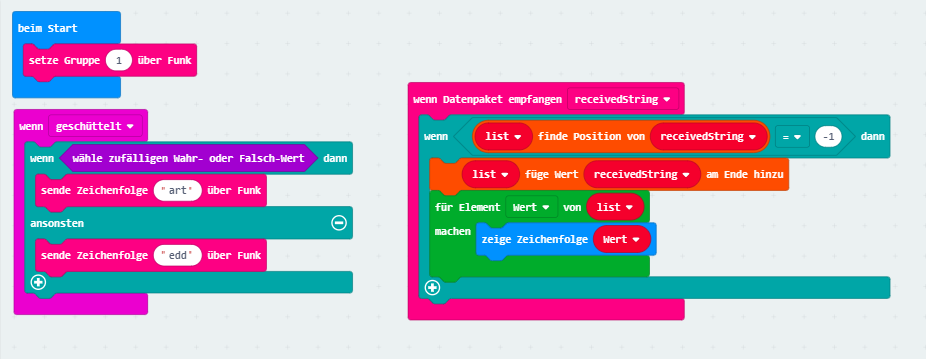 beim Start
setze Gruppe 1 über Funk
wenn geschüttelt
wenn wähle zufälligen Wahr- oder Falsch-Wert dann
sende Zeichenfolge "art" über Funk
ansonsten
sende Zeichenfolge "edd" über Funk
wenn Datenpaket empfangen receivedString
wenn list finde Position von receivedString = -1 dann
list füge Wert receivedString am Ende hinzu
für Element Wert von list
machen zeige Zeichenfolge Wert